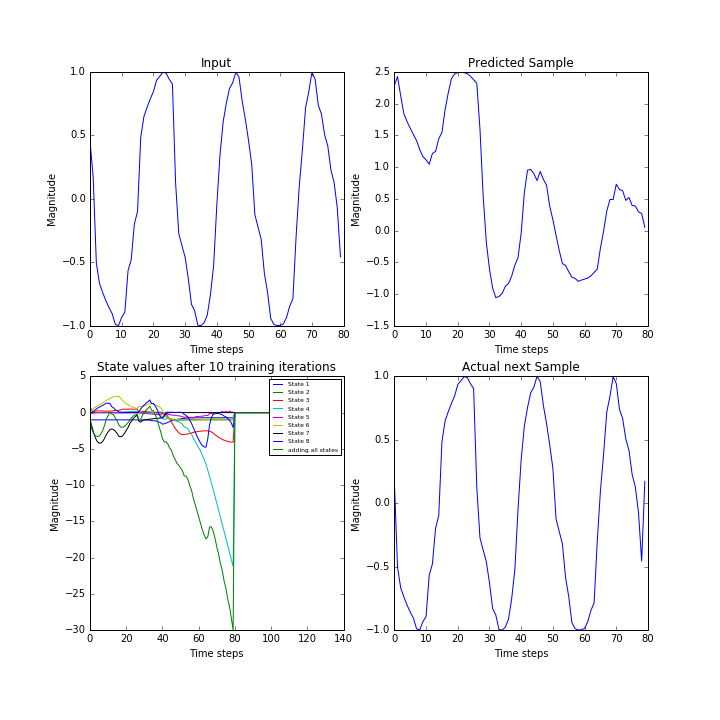 Input
Magnitude
1.0
0.5
0.0
−0.5
−1.0
0 10 20 30 40 50 60 70 80
Time steps
Predicted Sample
Magnitude
2.5
2.0
1.5
1.0
0.5
0.0
−0.5
−1.0
−1.5
0 10 20 30 40 50 60 70 80
Time steps
State values after 10 training iterations
Magnitude
5
0
−5
−10
−15
−20
−25
−30
0 20 40 60 80 100 120 140
Time steps
State 1
State 2
State 3
State 4
State 5
State 6
State 7
State 8
adding all states
Actual next Sample
Magnitude
1.0
0.5
0.0
−0.5
−1.0
0 10 20 30 40 50 60 70 80
Time steps